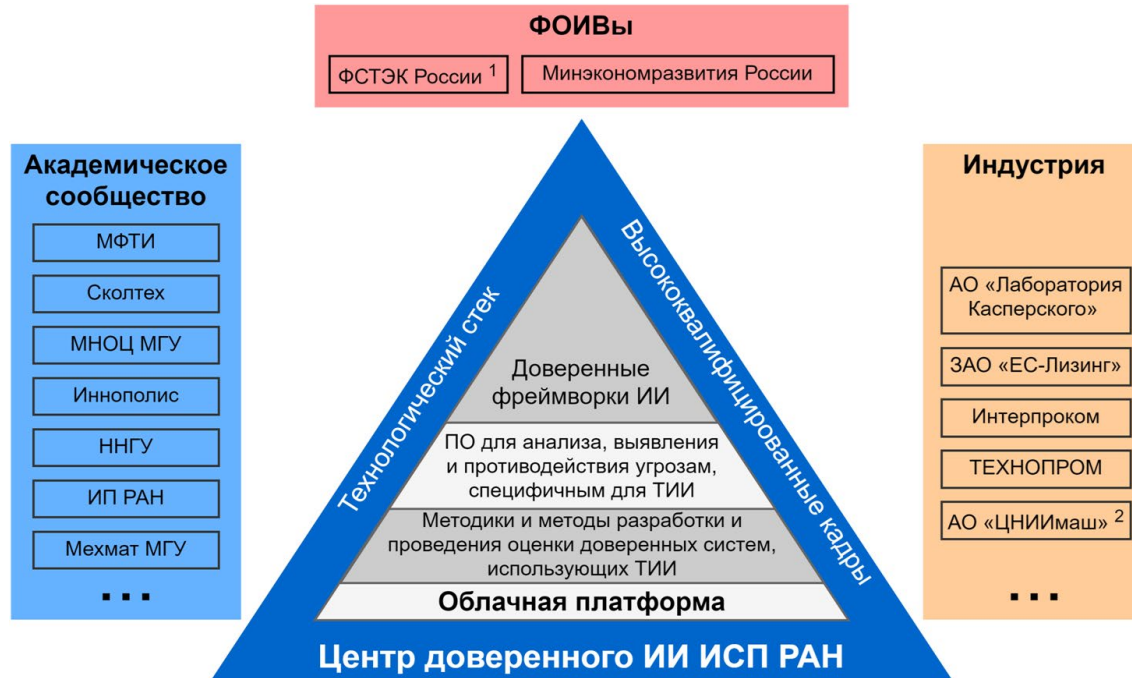 ФОИВы
ФСТЭК России 1
Минэкономразвития России
Академическое
сообщество
МФТИ
Сколтех
МНОЦ МГУ
Иннополис
ННГУ
ИП РАН
Мехмат МГУ
...
Технологический стек
Высококвалифицированные кадры
Доверенные
фреймворки ИИ
ПО для анализа, выявления
и противодействия угрозам,
специфичным для ТИИ
Методики и методы разработки и
проведения оценки доверенных систем,
использующих ТИИ
Облачная платформа
Центр доверенного ИИ ИСП РАН
Индустрия
АО «Лаборатория
Касперского»
ЗАО «ЕС-Лизинг»
Интерпроком
ТЕХНОПРОМ
АО «ЦНИИмаш» 2
...